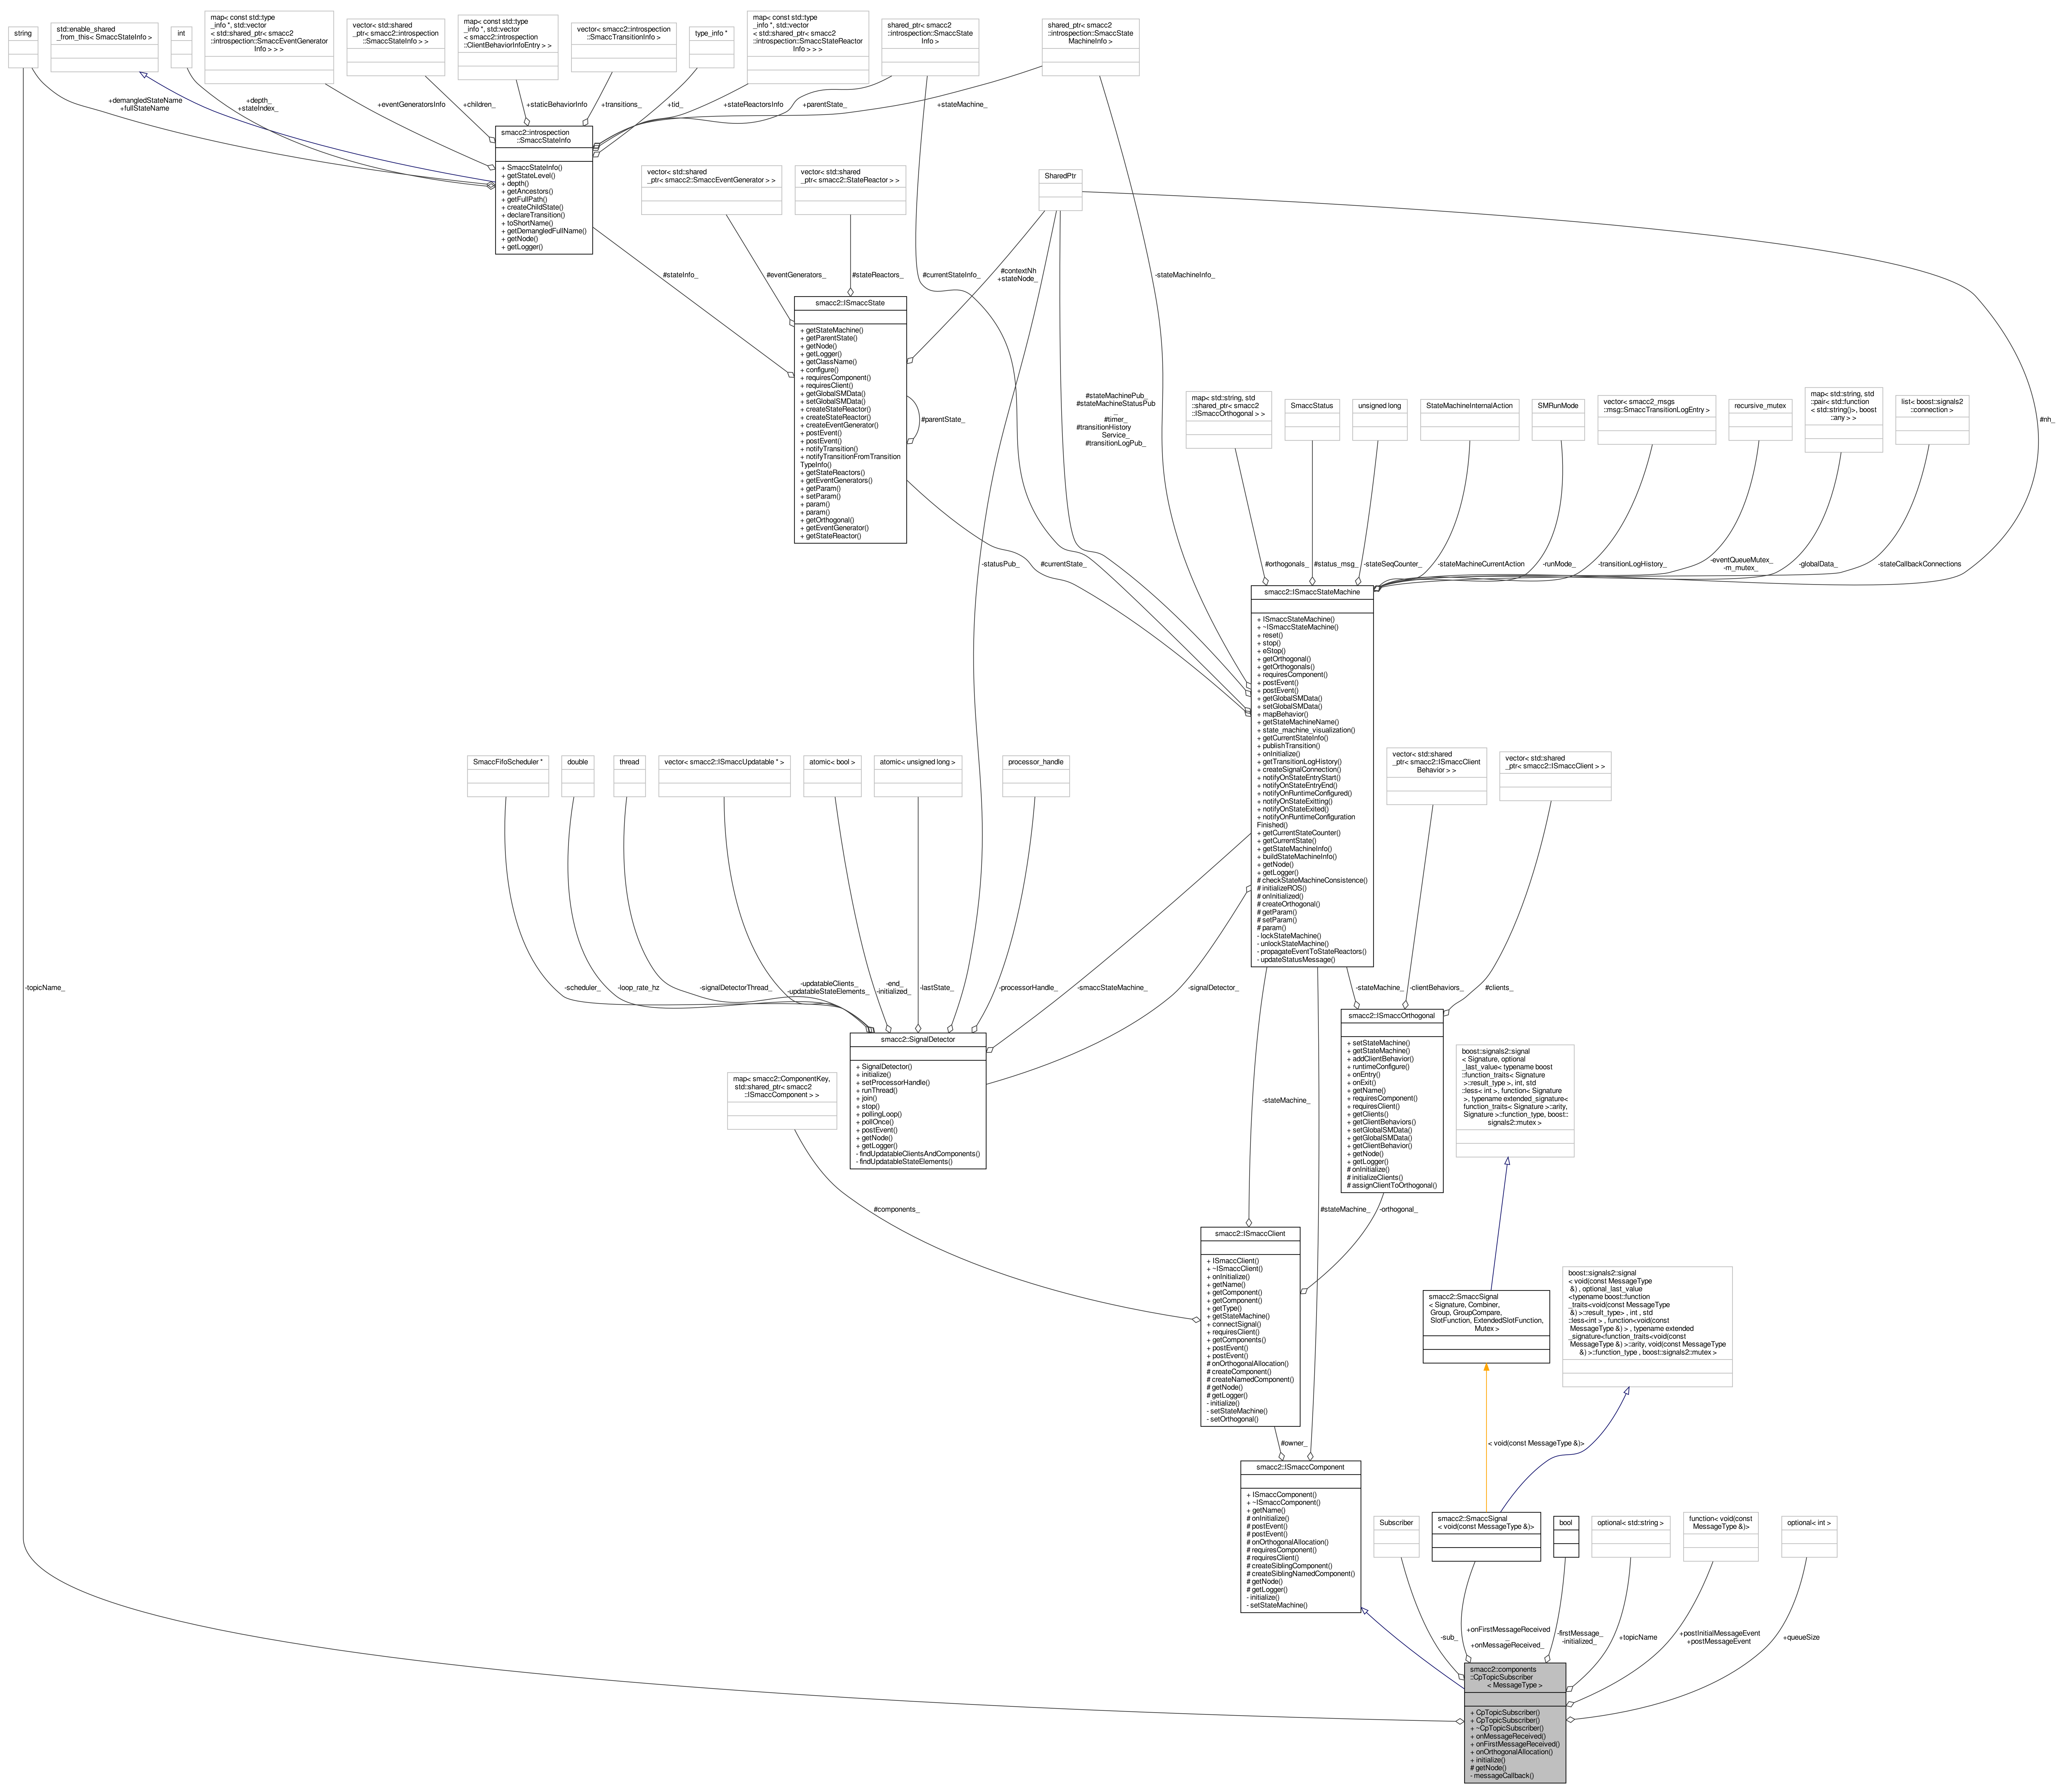 string
std::enable_shared
_from_this< SmaccStateInfo >
int
map< const std::type
_info *, std::vector
< std::shared_ptr< smacc2
::introspection::SmaccEventGenerator
Info > > >
vector< std::shared
_ptr< smacc2::introspection
::SmaccStateInfo > >
map< const std::type
_info *, std::vector
< smacc2::introspection
::ClientBehaviorInfoEntry > >
vector< smacc2::introspection
::SmaccTransitionInfo >
type_info *
map< const std::type
_info *, std::vector
< std::shared_ptr< smacc2
::introspection::SmaccStateReactor
Info > > >
shared_ptr< smacc2
::introspection::SmaccState
Info >
shared_ptr< smacc2
::introspection::SmaccState
MachineInfo >
+demangledStateName
+fullStateName
+depth_
+stateIndex_
+eventGeneratorsInfo
+children_
+staticBehaviorInfo
+transitions_
+tid_
+stateReactorsInfo
+parentState_
+stateMachine_
smacc2::introspection
::SmaccStateInfo
+ SmaccStateInfo()
+ getStateLevel()
+ depth()
+ getAncestors()
+ getFullPath()
+ createChildState()
+ declareTransition()
+ toShortName()
+ getDemangledFullName()
+ getNode()
+ getLogger()
vector< std::shared
_ptr< smacc2::SmaccEventGenerator > >
vector< std::shared
_ptr< smacc2::StateReactor > >
SharedPtr
#stateInfo_
#eventGenerators_
#stateReactors_
#currentStateInfo_
#contextNh
+stateNode_
-stateMachineInfo_
smacc2::ISmaccState
+ getStateMachine()
+ getParentState()
+ getNode()
+ getLogger()
+ getClassName()
+ configure()
+ requiresComponent()
+ requiresClient()
+ getGlobalSMData()
+ setGlobalSMData()
+ createStateReactor()
+ createStateReactor()
+ createEventGenerator()
+ postEvent()
+ postEvent()
+ notifyTransition()
+ notifyTransitionFromTransition
TypeInfo()
+ getStateReactors()
+ getEventGenerators()
+ getParam()
+ setParam()
+ param()
+ param()
+ getOrthogonal()
+ getEventGenerator()
+ getStateReactor()
#parentState_
#stateMachinePub_
#stateMachineStatusPub
_
#timer_
#transitionHistory
Service_
#transitionLogPub_
#nh_
map< std::string, std
::shared_ptr< smacc2
::ISmaccOrthogonal > >
SmaccStatus
unsigned long
StateMachineInternalAction
SMRunMode
vector< smacc2_msgs
::msg::SmaccTransitionLogEntry >
recursive_mutex
map< std::string, std
::pair< std::function
< std::string()>, boost
::any > >
list< boost::signals2
::connection >
#currentState_
-statusPub_
#orthogonals_
#status_msg_
-stateSeqCounter_
-stateMachineCurrentAction
-runMode_
-transitionLogHistory_
-eventQueueMutex_
-m_mutex_
-globalData_
-stateCallbackConnections
smacc2::ISmaccStateMachine
+ ISmaccStateMachine()
+ ~ISmaccStateMachine()
+ reset()
+ stop()
+ eStop()
+ getOrthogonal()
+ getOrthogonals()
+ requiresComponent()
+ postEvent()
+ postEvent()
+ getGlobalSMData()
+ setGlobalSMData()
+ mapBehavior()
+ getStateMachineName()
+ state_machine_visualization()
+ getCurrentStateInfo()
+ publishTransition()
+ onInitialize()
+ getTransitionLogHistory()
+ createSignalConnection()
+ notifyOnStateEntryStart()
+ notifyOnStateEntryEnd()
+ notifyOnRuntimeConfigured()
+ notifyOnStateExitting()
+ notifyOnStateExited()
+ notifyOnRuntimeConfiguration
Finished()
+ getCurrentStateCounter()
+ getCurrentState()
+ getStateMachineInfo()
+ buildStateMachineInfo()
+ getNode()
+ getLogger()
# checkStateMachineConsistence()
# initializeROS()
# onInitialized()
# createOrthogonal()
# getParam()
# setParam()
# param()
- lockStateMachine()
- unlockStateMachine()
- propagateEventToStateReactors()
- updateStatusMessage()
SmaccFifoScheduler *
double
thread
vector< smacc2::ISmaccUpdatable * >
atomic< bool >
atomic< unsigned long >
processor_handle
vector< std::shared
_ptr< smacc2::ISmaccClient
Behavior > >
vector< std::shared
_ptr< smacc2::ISmaccClient > >
-topicName_
-scheduler_
-loop_rate_hz
-signalDetectorThread_
-updatableClients_
-updatableStateElements_
-end_
-initialized_
-lastState_
-processorHandle_
-smaccStateMachine_
-signalDetector_
-stateMachine_
-clientBehaviors_
#clients_
smacc2::SignalDetector
+ SignalDetector()
+ initialize()
+ setProcessorHandle()
+ runThread()
+ join()
+ stop()
+ pollingLoop()
+ pollOnce()
+ postEvent()
+ getNode()
+ getLogger()
- findUpdatableClientsAndComponents()
- findUpdatableStateElements()
smacc2::ISmaccOrthogonal
+ setStateMachine()
+ getStateMachine()
+ addClientBehavior()
+ runtimeConfigure()
+ onEntry()
+ onExit()
+ getName()
+ requiresComponent()
+ requiresClient()
+ getClients()
+ getClientBehaviors()
+ setGlobalSMData()
+ getGlobalSMData()
+ getClientBehavior()
+ getNode()
+ getLogger()
# onInitialize()
# initializeClients()
# assignClientToOrthogonal()
map< smacc2::ComponentKey,
std::shared_ptr< smacc2
::ISmaccComponent > >
boost::signals2::signal
< Signature, optional
_last_value< typename boost
::function_traits< Signature
>::result_type >, int, std
::less< int >, function< Signature
>, typename extended_signature<
function_traits< Signature >::arity,
Signature >::function_type, boost::
signals2::mutex >
-stateMachine_
#components_
#stateMachine_
-orthogonal_
smacc2::ISmaccClient
+ ISmaccClient()
+ ~ISmaccClient()
+ onInitialize()
+ getName()
+ getComponent()
+ getComponent()
+ getType()
+ getStateMachine()
+ connectSignal()
+ requiresClient()
+ getComponents()
+ postEvent()
+ postEvent()
# onOrthogonalAllocation()
# createComponent()
# createNamedComponent()
# getNode()
# getLogger()
- initialize()
- setStateMachine()
- setOrthogonal()
smacc2::SmaccSignal
< Signature, Combiner,
Group, GroupCompare,
SlotFunction, ExtendedSlotFunction,
Mutex >
boost::signals2::signal
< void(const MessageType
&) , optional_last_value
<typename boost::function
_traits<void(const MessageType
&) >::result_type> , int , std
::less<int > , function<void(const
MessageType &) > , typename extended
_signature<function_traits<void(const
MessageType &) >::arity, void(const MessageType
&) >::function_type , boost::signals2::mutex >
#owner_
< void(const MessageType &)>
smacc2::ISmaccComponent
+ ISmaccComponent()
+ ~ISmaccComponent()
+ getName()
# onInitialize()
# postEvent()
# postEvent()
# onOrthogonalAllocation()
# requiresComponent()
# requiresClient()
# createSiblingComponent()
# createSiblingNamedComponent()
# getNode()
# getLogger()
- initialize()
- setStateMachine()
Subscriber
smacc2::SmaccSignal
< void(const MessageType &)>
bool
optional< std::string >
function< void(const
MessageType &)>
optional< int >
-sub_
+onFirstMessageReceived
_
+onMessageReceived_
-firstMessage_
-initialized_
+topicName
+postInitialMessageEvent
+postMessageEvent
+queueSize
smacc2::components
::CpTopicSubscriber
< MessageType >
+ CpTopicSubscriber()
+ CpTopicSubscriber()
+ ~CpTopicSubscriber()
+ onMessageReceived()
+ onFirstMessageReceived()
+ onOrthogonalAllocation()
+ initialize()
# getNode()
- messageCallback()